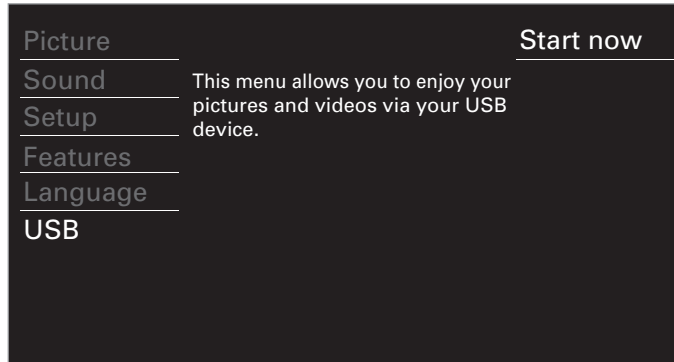 Picture
Sound
Setup
Features
Language
USB
This menu allows you to enjoy your
pictures and videos via your USB
device.
Start now